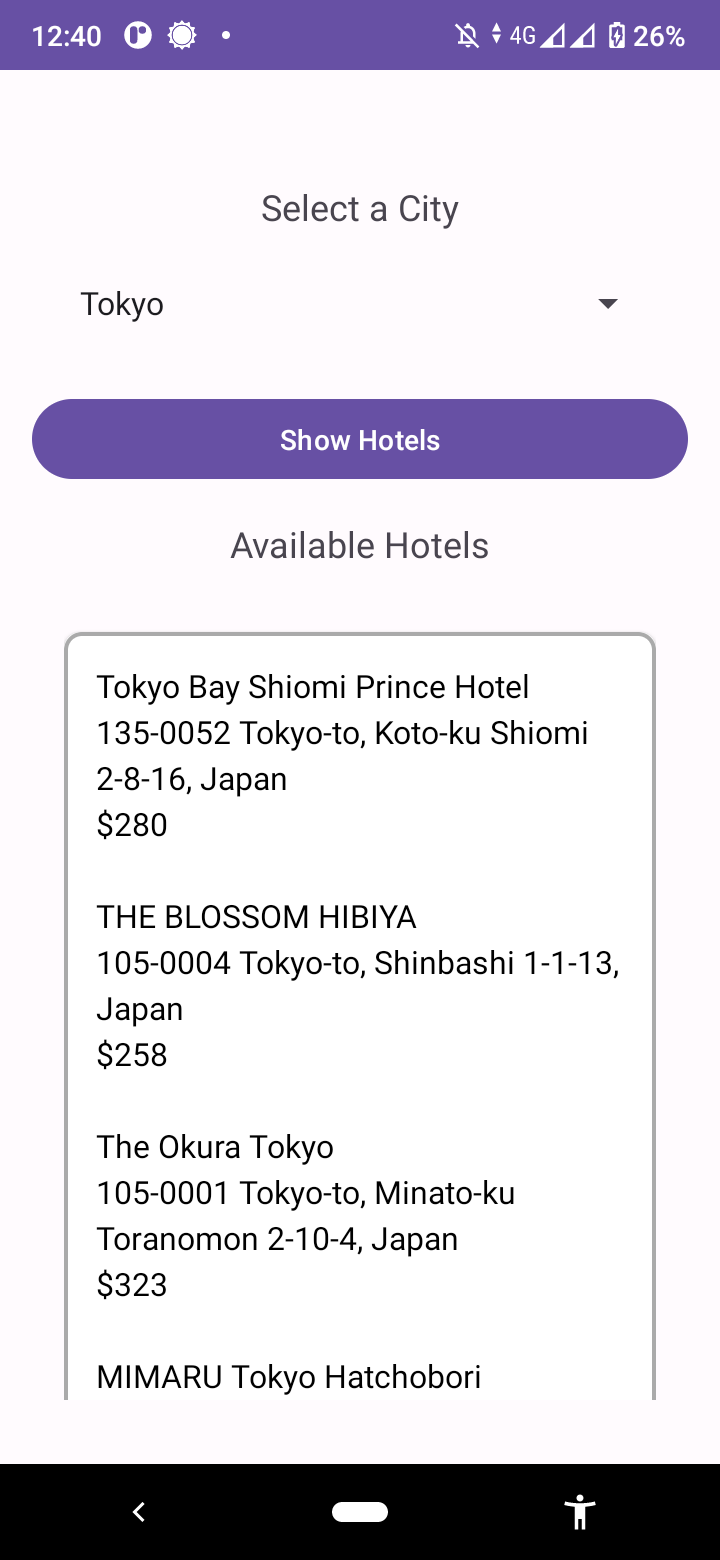 12:40 4G 26%
Select a City
Tokyo
Show Hotels
Available Hotels
Tokyo Bay Shiomi Prince Hotel
135-0052 Tokyo-to, Koto-ku Shiomi
2-8-16, Japan
$280
THE BLOSSOM HIBIYA
105-0004 Tokyo-to, Shinbashi 1-1-13,
Japan
$258
The Okura Tokyo
105-0001 Tokyo-to, Minato-ku
Toranomon 2-10-4, Japan
$323
MIMARU Tokyo Hatchobori